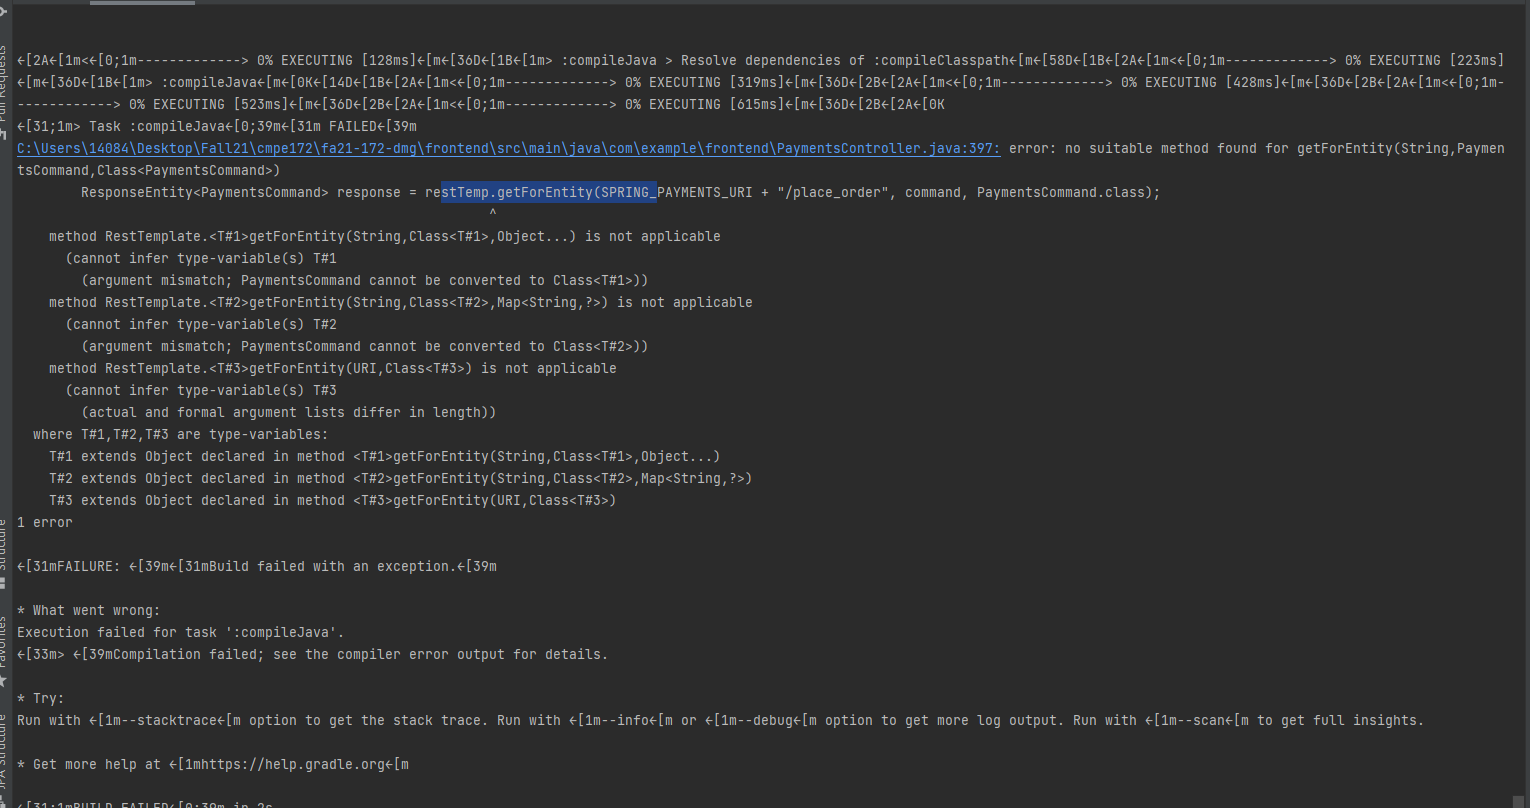 ←[2A←[1m<←[0;1m-------------> 0% EXECUTING [128ms]←[m←[36D←[1B←[1m> :compileJava > Resolve dependencies of :compileClasspath←[m←[58D←[1B←[2A←[1m<←[0;1m-------------> 0% EXECUTING [223ms]
←[m←[36D←[1B←[1m> :compileJava←[m←[0K←[14D←[1B←[2A←[1m<←[0;1m-------------> 0% EXECUTING [319ms]←[m←[36D←[2B←[2A←[1m<←[0;1m-------------> 0% EXECUTING [428ms]←[m←[36D←[2B←[2A←[1m<←[0;1m-
------------> 0% EXECUTING [523ms]←[m←[36D←[2B←[2A←[1m<←[0;1m-------------> 0% EXECUTING [615ms]←[m←[36D←[2B←[2A←[0K
←[31;1m> Task :compileJava←[0;39m←[31m FAILED←[39m
C:\Users\14084\Desktop\Fall21\cmpe172\fa21-172-dmg\frontend\src\main\java\com\example\frontend\PaymentsController.java:397: error: no suitable method found for getForEntity(String,Paymen
tsCommand,Class<PaymentsCommand>)
ResponseEntity<PaymentsCommand> response = restTemp.getForEntity(SPRING_PAYMENTS_URI + "/place_order", command, PaymentsCommand.class);
^
method RestTemplate.<T#1>getForEntity(String,Class<T#1>,Object...) is not applicable
(cannot infer type-variable(s) T#1
(argument mismatch; PaymentsCommand cannot be converted to Class<T#1>))
method RestTemplate.<T#2>getForEntity(String,Class<T#2>,Map<String,?>) is not applicable
(cannot infer type-variable(s) T#2
(argument mismatch; PaymentsCommand cannot be converted to Class<T#2>))
method RestTemplate.<T#3>getForEntity(URI,Class<T#3>) is not applicable
(cannot infer type-variable(s) T#3
(actual and formal argument lists differ in length))
where T#1,T#2,T#3 are type-variables:
T#1 extends Object declared in method <T#1>getForEntity(String,Class<T#1>,Object...)
T#2 extends Object declared in method <T#2>getForEntity(String,Class<T#2>,Map<String,?>)
T#3 extends Object declared in method <T#3>getForEntity(URI,Class<T#3>)
1 error
←[31mFAILURE: ←[39m←[31mBuild failed with an exception.←[39m
* What went wrong:
Execution failed for task ':compileJava'.
←[33m> ←[39mCompilation failed; see the compiler error output for details.
* Try:
Run with ←[1m--stacktrace←[m option to get the stack trace. Run with ←[1m--info←[m or ←[1m--debug←[m option to get more log output. Run with ←[1m--scan←[m to get full insights.
* Get more help at ←[1mhttps://help.gradle.org←[m
←[31;1mBUILD FAILED←[0;39m in 2s
Pull Requests
Structure
Favorites
JPA Structure